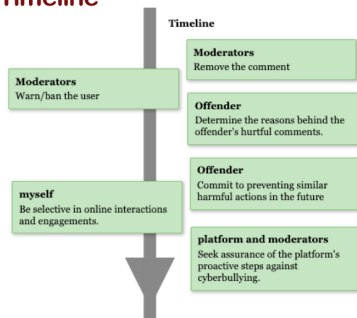 Timeline
Timeline
Moderators
Remove the comment
Moderators
Warn/ban the user
Offender
Determine the reasons behind the
offender's hurtful comments.
Offender
Commit to preventing similar
harmful actions in the future
myself
Be selective in online interactions
and engagements.
platform and moderators
Seek assurance of the platform's
proactive steps against
cyberbullying.